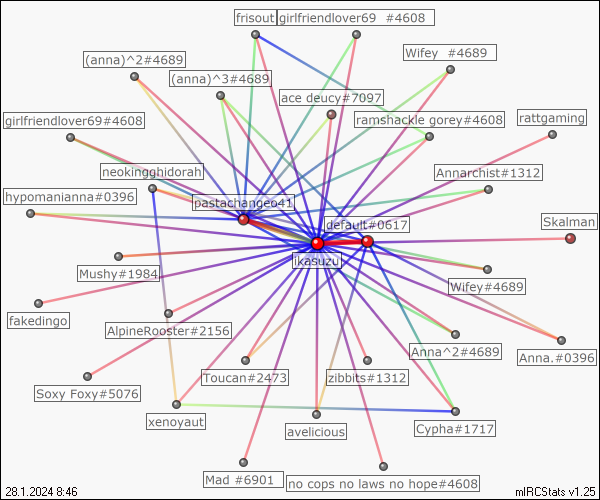 frisout
girlfriendlover69 #4608
(anna)^2#4689
Wifey #4689
(anna)^3#4689
ace deucy#7097
girlfriendlover69#4608
ramshackle gorey#4608
rattgaming
neokingghidorah
Annarchist#1312
hypomanianna#0396
pastachangeo41
default#0617
Skalman
ikasuzu
Mushy#1984
Wifey#4689
fakedingo
AlpineRooster#2156
Anna^2#4689
Anna.#0396
Toucan#2473
zibbits#1312
Soxy Foxy#5076
xenoyaut
avelicious
Cypha#1717
Mad #6901
no cops no laws no hope#4608
28.1.2024 8:46
mIRCStats v1.25